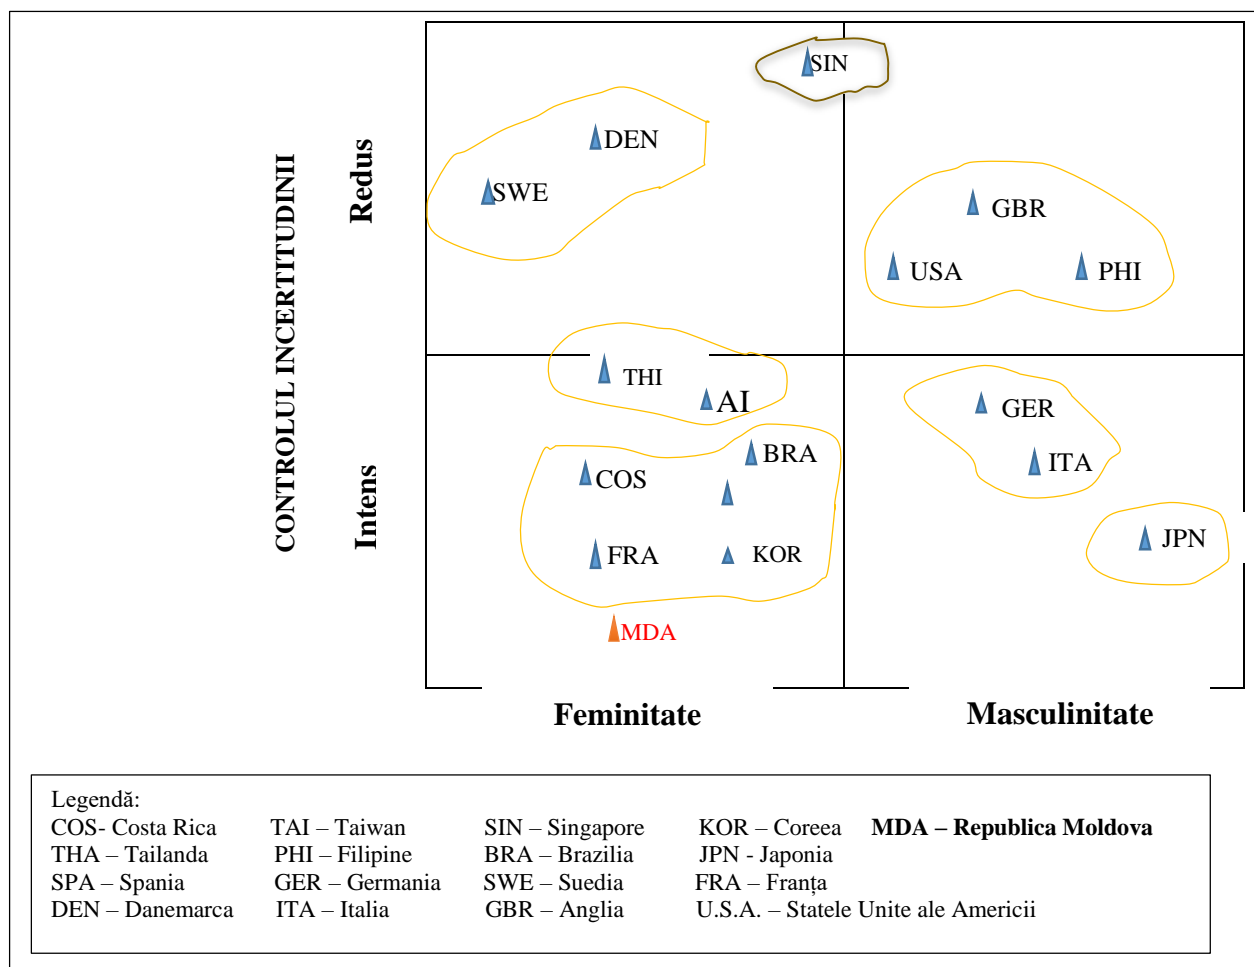 SIN
DEN
SWE
GBR
USA
PHI
CONTROLUL INCERTITUDINII
Redus
Intens
THI
AI
GER
BRA
ITA
COS
JPN
FRA
KOR
MDA
Feminitate
Masculinitate
Legendă:
COS- Costa Rica TAI – Taiwan SIN – Singapore KOR – Coreea MDA – Republica Moldova
THA – Tailanda PHI – Filipine BRA – Brazilia JPN - Japonia
SPA – Spania GER – Germania SWE – Suedia FRA – Franța
DEN – Danemarca ITA – Italia GBR – Anglia U.S.A. – Statele Unite ale Americii